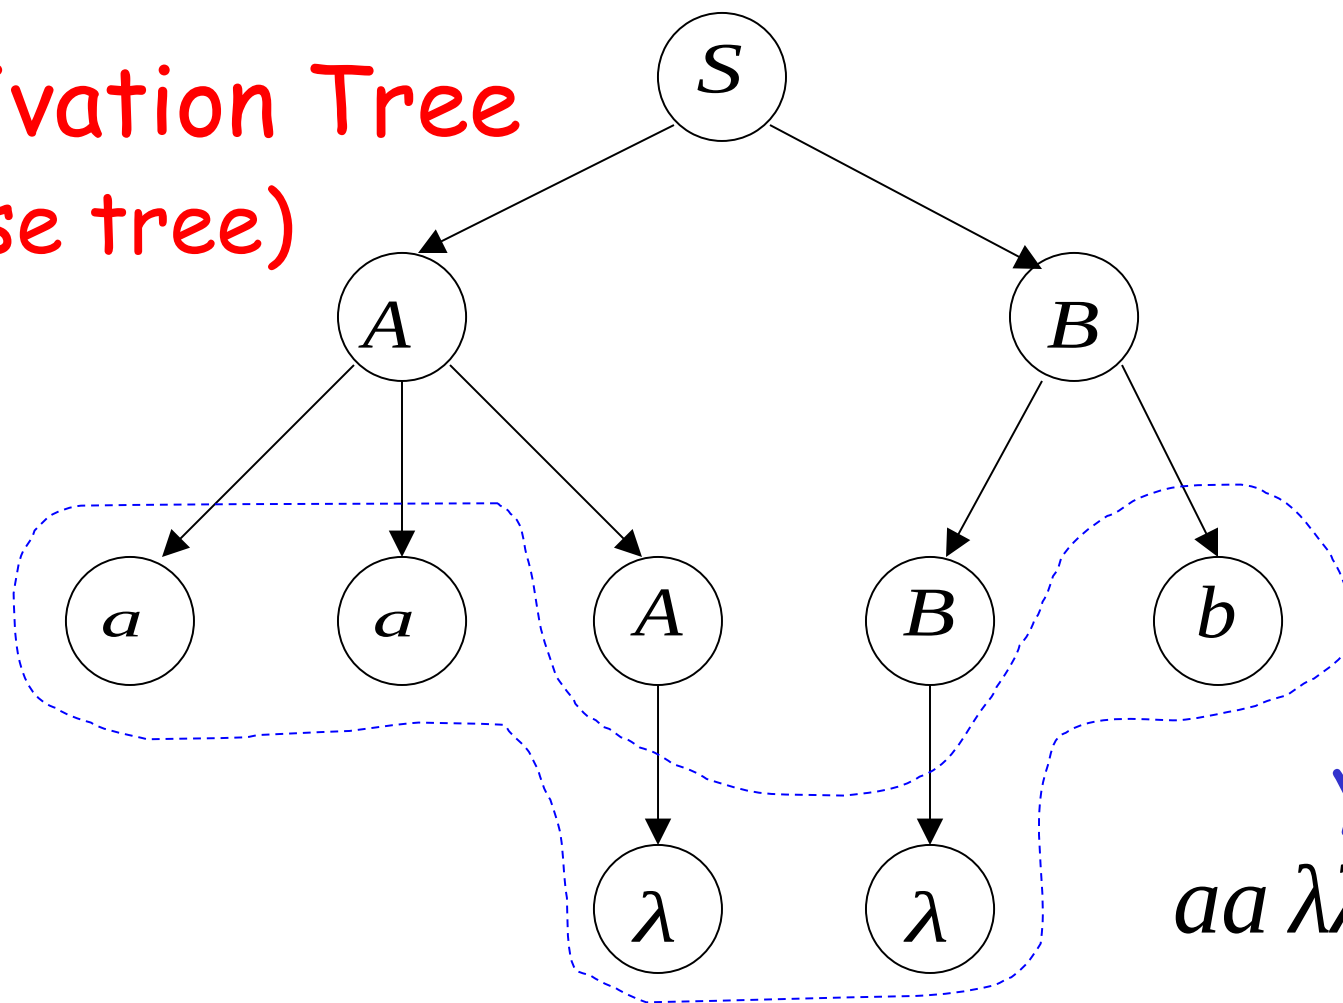 vation Tree
se tree)
S
A B
a a A B b
λ λ
aa λ